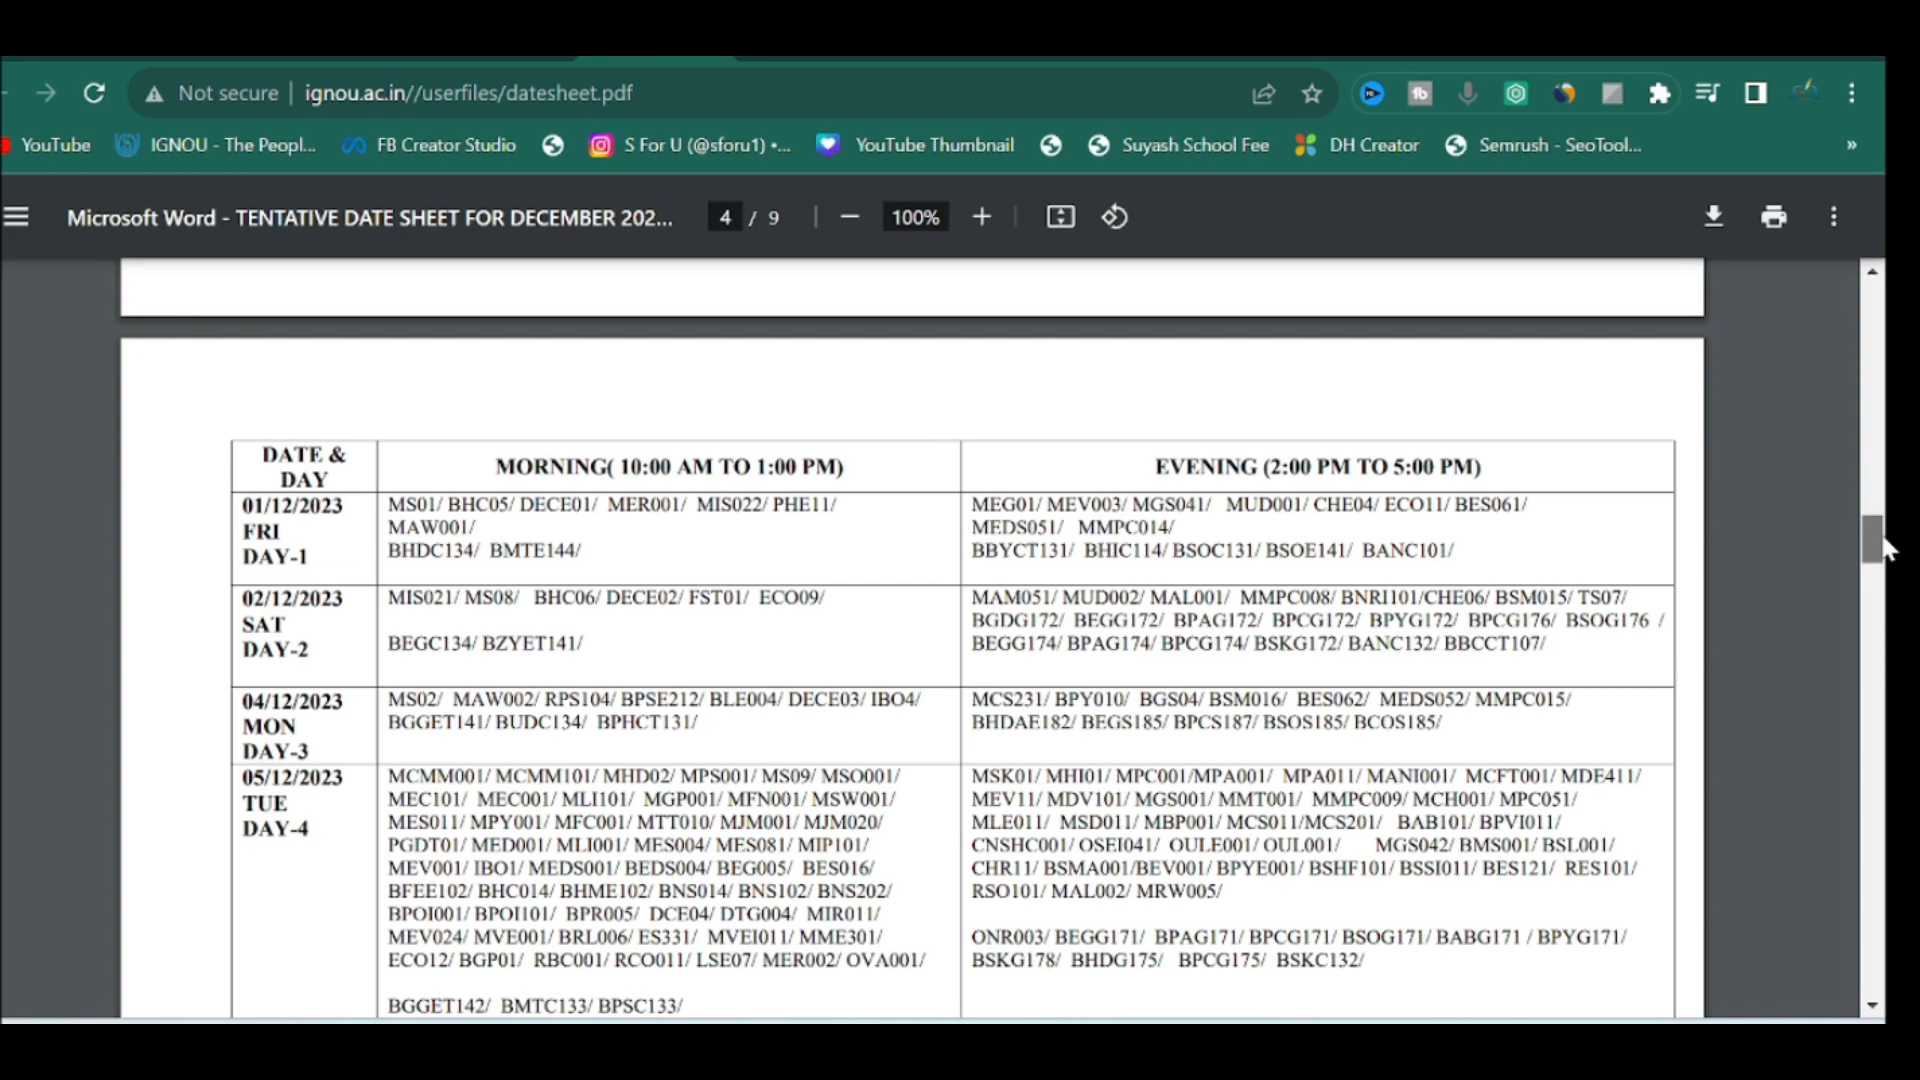 Not secure | ignou.ac.in//userfiles/datesheet.pdf
YouTube IGNOU - The Peopl... FB Creator Studio S For U (@sforu1) •... YouTube Thumbnail Suyash School Fee DH Creator Semrush - SeoTool... »
Microsoft Word - TENTATIVE DATE SHEET FOR DECEMBER 202... 4 / 9 100%
DATE &
DAY
MORNING( 10:00 AM TO 1:00 PM)
EVENING (2:00 PM TO 5:00 PM)
01/12/2023
FRI
DAY-1
MS01/ BHC05/ DECE01/ MER001/ MIS022/ PHE11/
MAW001/
BHDC134/ BMTE144/
MEG01/ MEV003/ MGS041/ MUD001/ CHE04/ ECO11/ BES061/
MEDS051/ MMPC014/
BBYCT131/ BHIC114/ BSOC131/ BSOE141/ BANC101/
02/12/2023
SAT
DAY-2
MIS021/ MS08/ BHC06/ DECE02/ FST01/ ECO09/
BEGC134/ BZYET141/
MAM051/ MUD002/ MAL001/ MMPC008/ BNRI101/CHE06/ BSM015/ TS07/
BGDG172/ BEGG172/ BPAG172/ BPCG172/ BPYG172/ BPCG176/ BSOG176 /
BEGG174/ BPAG174/ BPCG174/ BSKG172/ BANC132/ BBCCT107/
04/12/2023
MON
DAY-3
MS02/ MAW002/ RPS104/ BPSE212/ BLE004/ DECE03/ IBO4/
BGGET141/ BUDC134/ BPHCT131/
MCS231/ BPY010/ BGS04/ BSM016/ BES062/ MEDS052/ MMPC015/
BHDAE182/ BEGS185/ BPCS187/ BSOS185/ BCOS185/
05/12/2023
TUE
DAY-4
MCMM001/ MCMM101/ MHD02/ MPS001/ MS09/ MSO001/
MEC101/ MEC001/ MLI101/ MGP001/ MFN001/ MSW001/
MES011/ MPY001/ MFC001/ MTT010/ MJM001/ MJM020/
PGDT01/ MED001/ MLI001/ MES004/ MES081/ MIP101/
MEV001/ IBO1/ MEDS001/ BEDS004/ BEG005/ BES016/
BFEE102/ BHC014/ BHME102/ BNS014/ BNS102/ BNS202/
BPOI001/ BPOI101/ BPR005/ DCE04/ DTG004/ MIR011/
MEV024/ MVE001/ BRL006/ ES331/ MVEI011/ MME301/
ECO12/ BGP01/ RBC001/ RCO011/ LSE07/ MER002/ OVA001/
BGGET142/ BMTC133/ BPSC133/
MSK01/ MHI01/ MPC001/MPA001/ MPA011/ MANI001/ MCFT001/ MDE411/
MEV11/ MDV101/ MGS001/ MMT001/ MMPC009/ MCH001/ MPC051/
MLE011/ MSD011/ MBP001/ MCS011/MCS201/ BAB101/ BPVI011/
CNSHC001/ OSEI041/ OULE001/ OUL001/ MGS042/ BMS001/ BSL001/
CHR11/ BSMA001/BEV001/ BPYE001/ BSHF101/ BSSI011/ BES121/ RES101/
RSO101/ MAL002/ MRW005/
ONR003/ BEGG171/ BPAG171/ BPCG171/ BSOG171/ BABG171 / BPYG171/
BSKG178/ BHDG175/ BPCG175/ BSKC132/